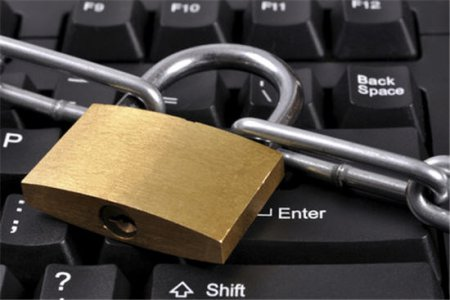 F9 F10 F11 F12
= Back
Space
P
: ;
Enter
?
Shift